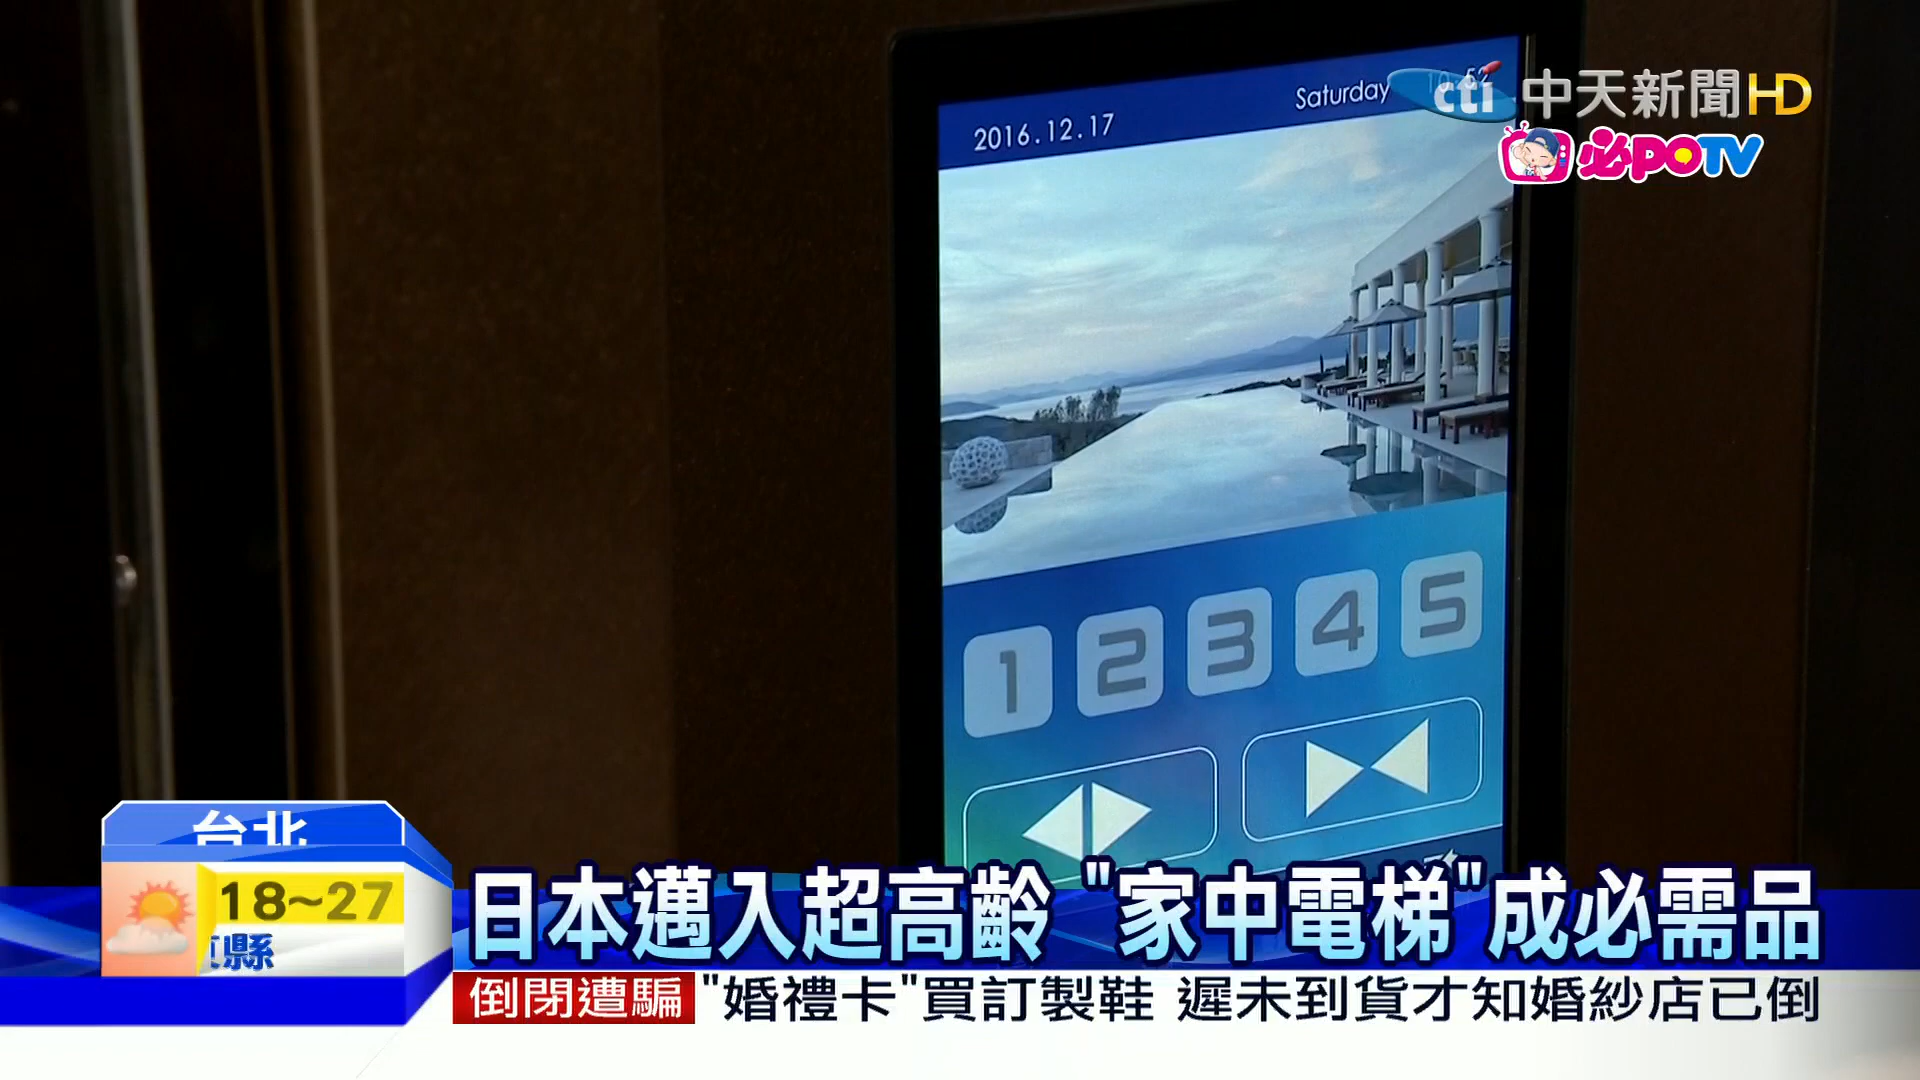 2016.12.17
Saturday
cti 中天新聞HD
必POTV
1 2 3 4 5
台北
18~27
縣
日本邁入超高齡 "家中電梯"成必需品
倒閉遭騙 "婚禮卡"買訂製鞋 遲未到貨才知婚紗店已倒